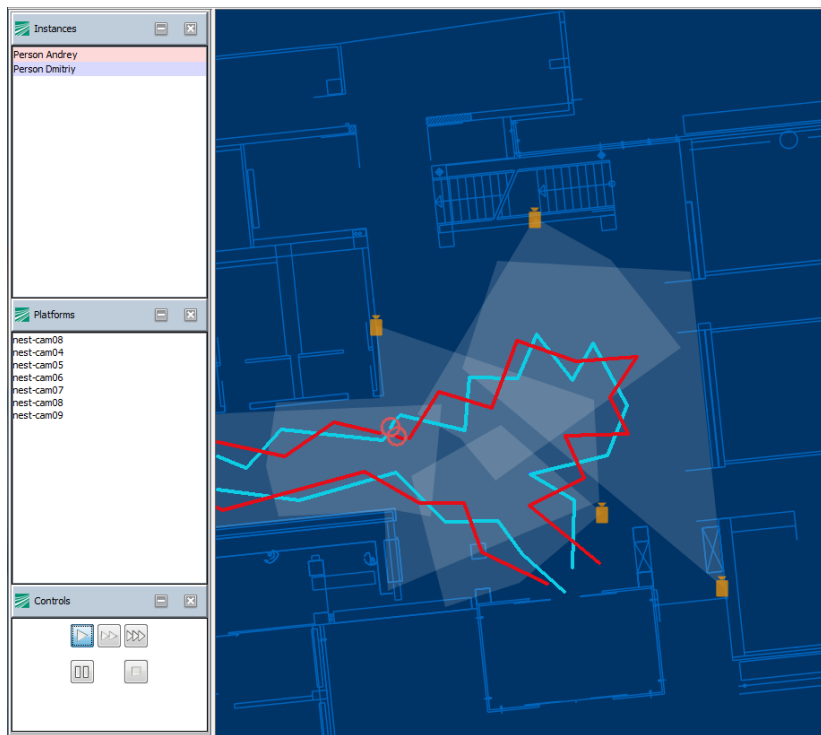 Instances
Person Andrey
Person Dmitriy
Platforms
nest-cam08
nest-cam04
nest-cam05
nest-cam06
nest-cam07
nest-cam08
nest-cam09
Controls